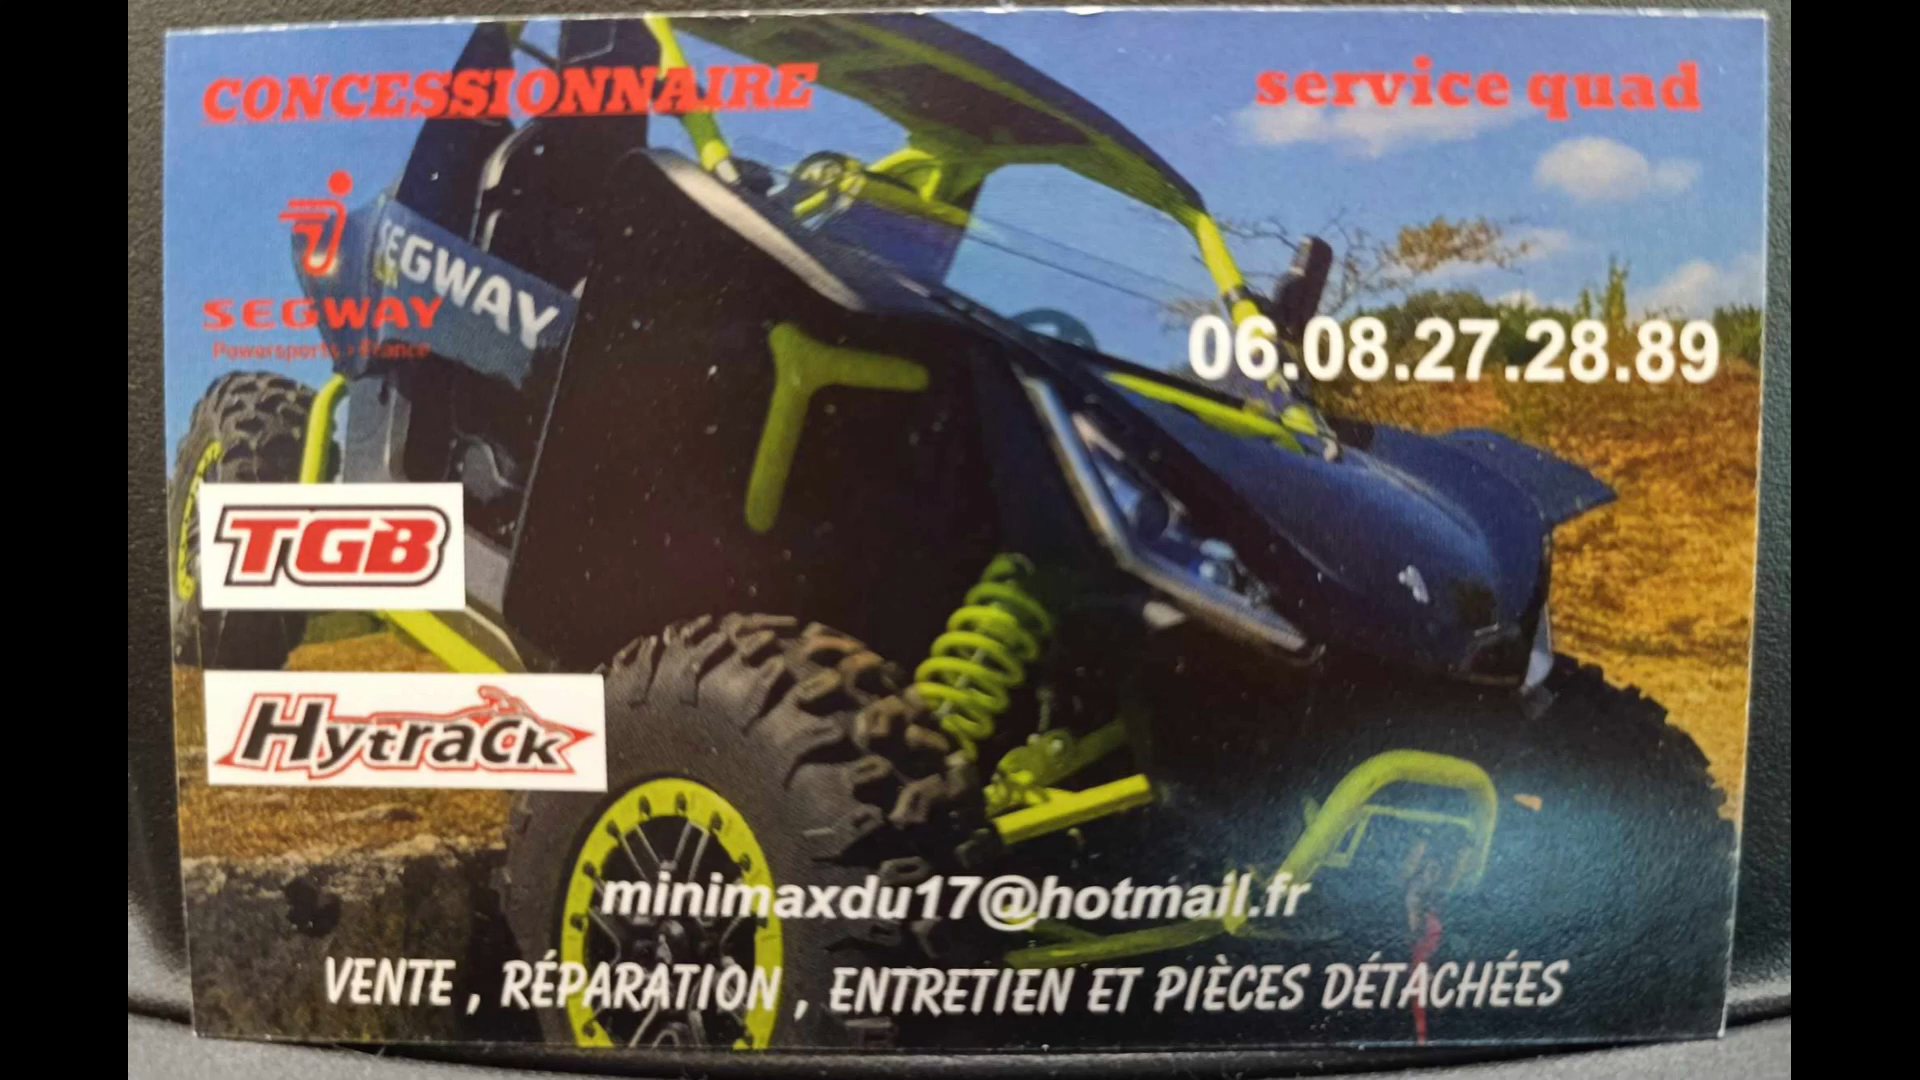 CONCESSIONNAIRE
service quad
SEGWAY
SEGWAY
Powersports • France
06.08.27.28.89
TGB
Hytrack
minimaxdu17@hotmail.fr
VENTE , RÉPARATION , ENTRETIEN ET PIÈCES DÉTACHÉES